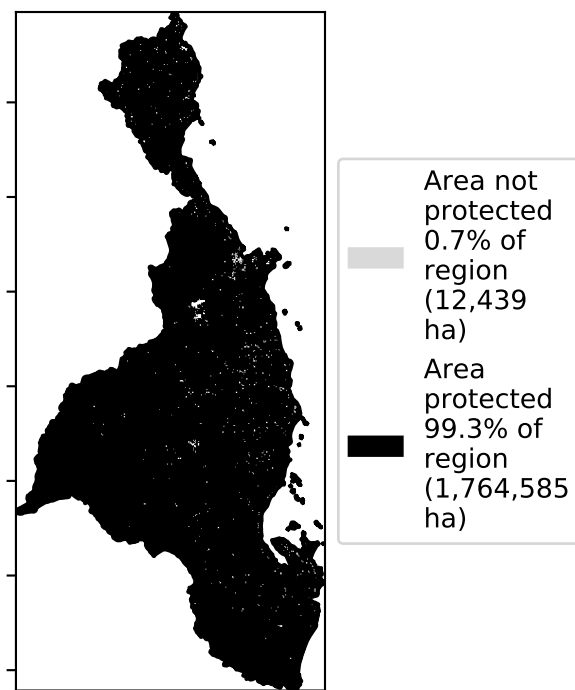 Area not
protected
0.7% of
region
(12,439
ha)
Area
protected
99.3% of
region
(1,764,585
ha)